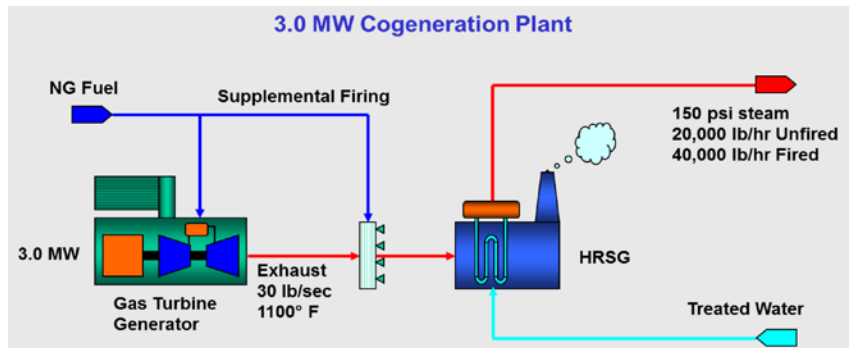 3.0 MW Cogeneration Plant
NG Fuel
Supplemental Firing
150 psi steam
20,000 lb/hr Unfired
40,000 lb/hr Fired
3.0 MW
Exhaust
30 lb/sec
1100° F
HRSG
Gas Turbine
Generator
Treated Water